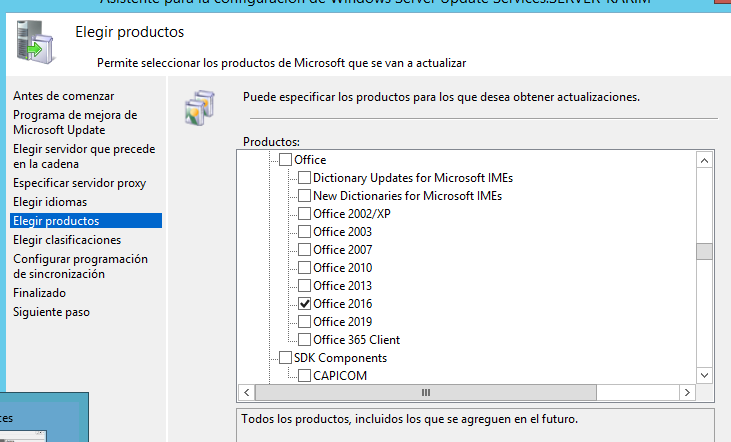 Asistente para la configuración de Windows Server Update Services:SERVER-KARIM
Elegir productos
Permite seleccionar los productos de Microsoft que se van a actualizar
Antes de comenzar
Programa de mejora de
Microsoft Update
Elegir servidor que precede
en la cadena
Especificar servidor proxy
Elegir idiomas
Elegir productos
Elegir clasificaciones
Configurar programación
de sincronización
Finalizado
Siguiente paso
Puede especificar los productos para los que desea obtener actualizaciones.
Productos:
Office
Dictionary Updates for Microsoft IMEs
New Dictionaries for Microsoft IMEs
Office 2002/XP
Office 2003
Office 2007
Office 2010
Office 2013
Office 2016
Office 2019
Office 365 Client
SDK Components
CAPICOM
Todos los productos, incluidos los que se agreguen en el futuro.
ces